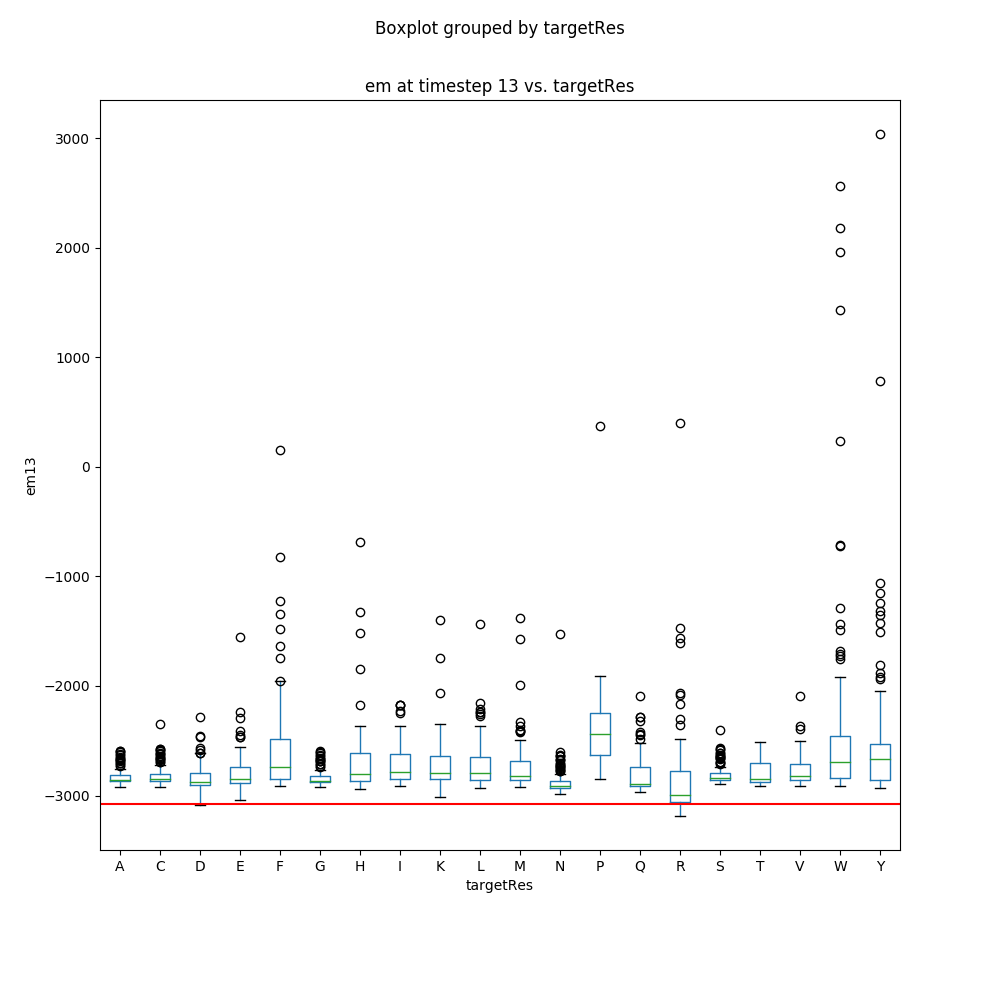 Boxplot grouped by targetRes
em at timestep 13 vs. targetRes
3000
2000
1000
0
−1000
−2000
−3000
em13
A C D E F G H I K L M N P Q R S T V W Y
targetRes